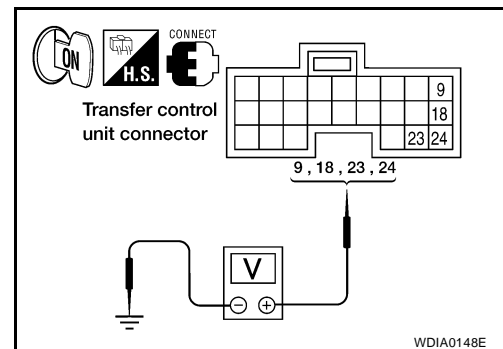 ON
H.S.
CONNECT
Transfer control
unit connector
9
18
23 24
9 , 18 , 23 , 24
V
− +
WDIA0148E